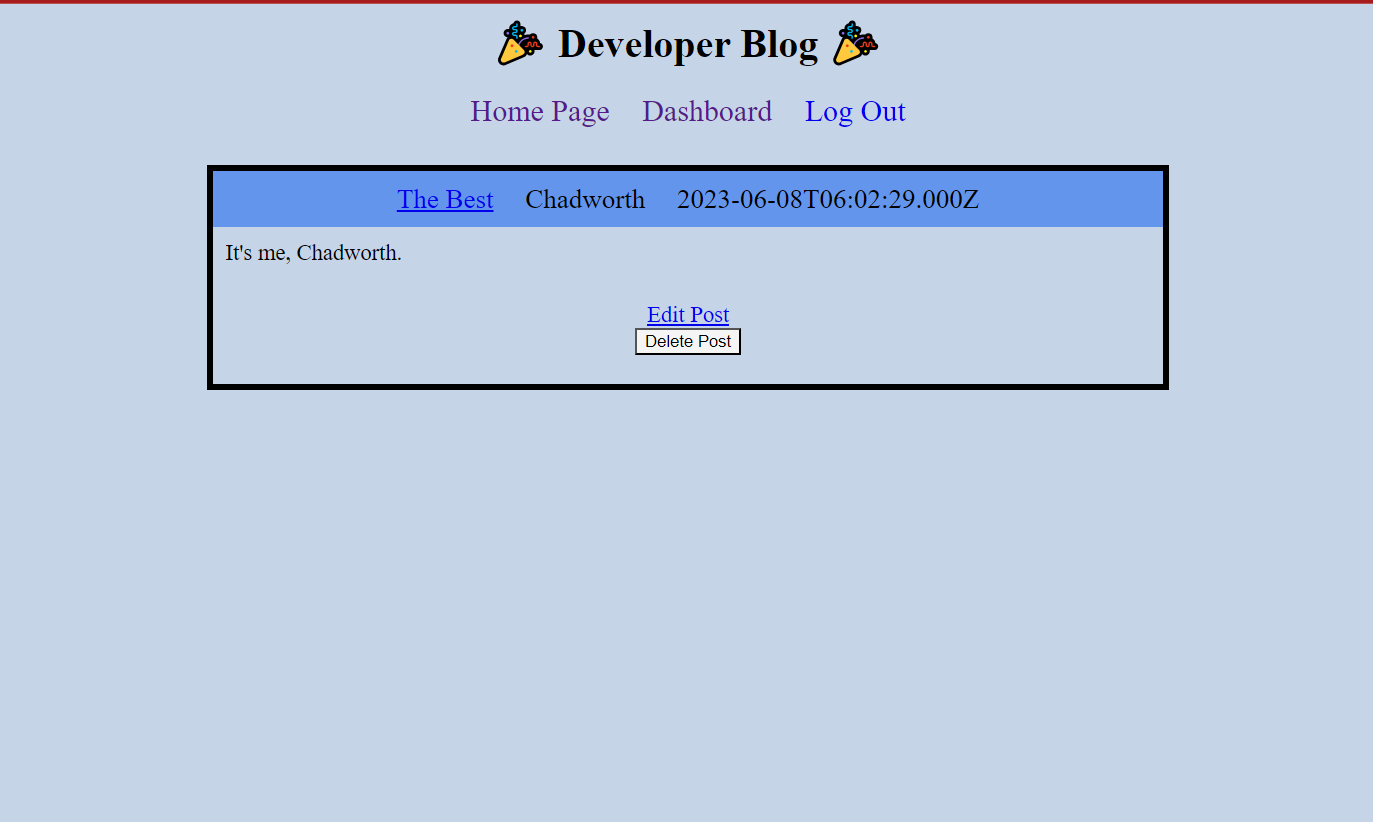 🎉 Developer Blog 🎉
Home Page Dashboard Log Out
The Best Chadworth 2023-06-08T06:02:29.000Z
It's me, Chadworth.
Edit Post
Delete Post